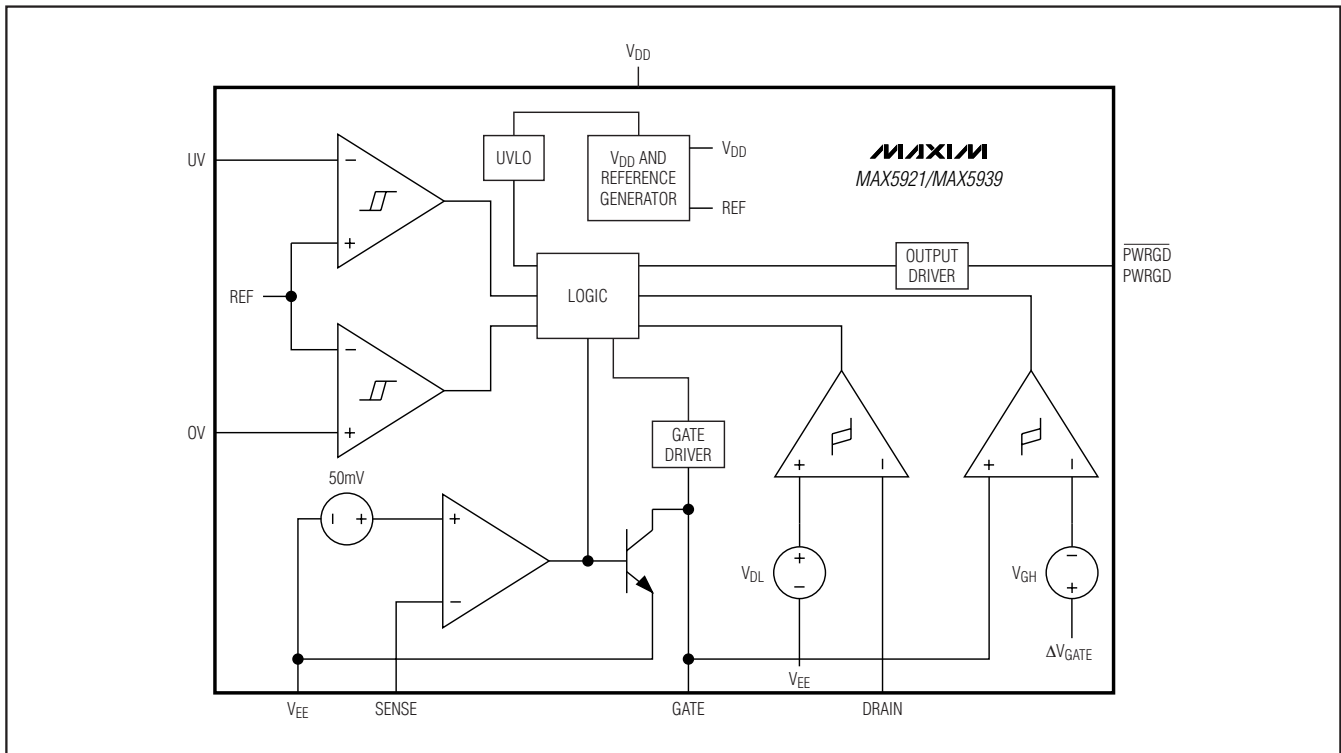 VDD
UV
−
+
REF
−
+
OV
UVLO
VDD AND
REFERENCE
GENERATOR
VDD
REF
MAXIM
MAX5921/MAX5939
LOGIC
OUTPUT
DRIVER
PWRGD
PWRGD
GATE
DRIVER
50mV
− +
+
−
+ −
VDL
+
−
+ −
VGH
−
+
ΔVGATE
VEE
VEE
SENSE
GATE
DRAIN